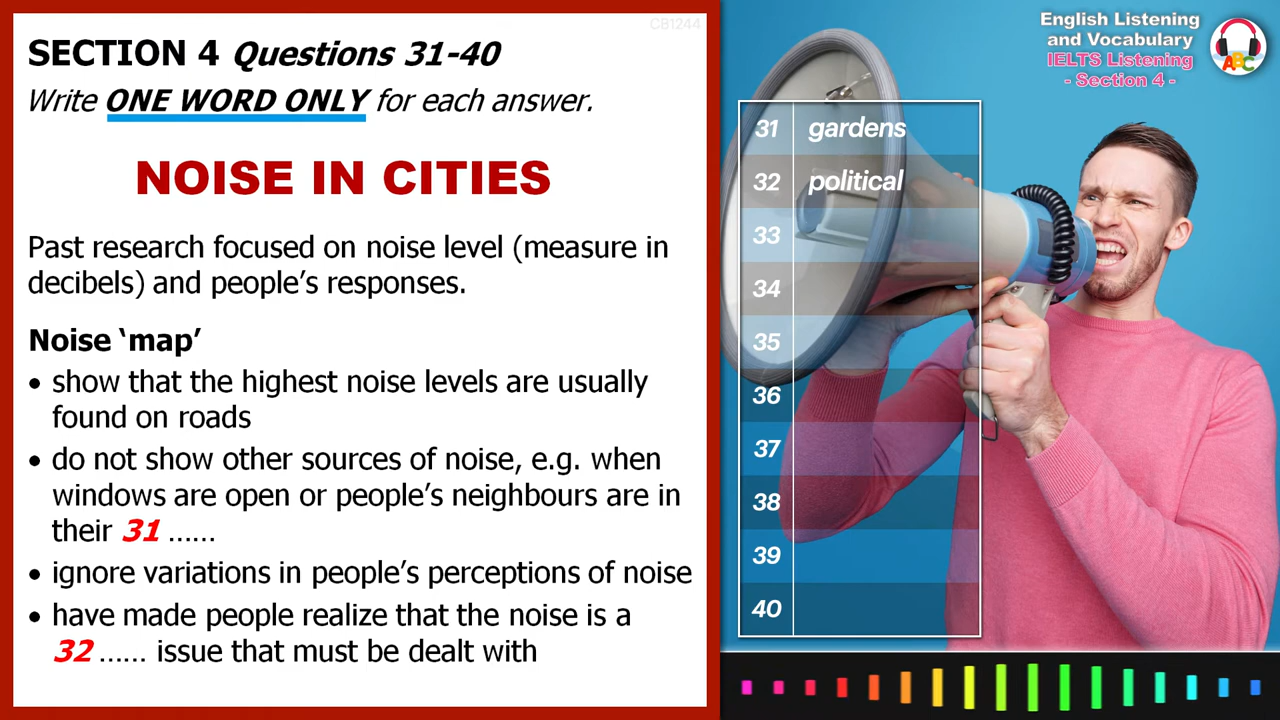 CB1244
SECTION 4 Questions 31-40
Write ONE WORD ONLY for each answer.
NOISE IN CITIES
Past research focused on noise level (measure in
decibels) and people’s responses.
Noise ‘map’
• show that the highest noise levels are usually
found on roads
• do not show other sources of noise, e.g. when
windows are open or people’s neighbours are in
their 31 ......
• ignore variations in people’s perceptions of noise
• have made people realize that the noise is a
32 ...... issue that must be dealt with
English Listening
and Vocabulary
IELTS Listening
- Section 4 -
ABC
31 gardens
32 political
33
34
35
36
37
38
39
40